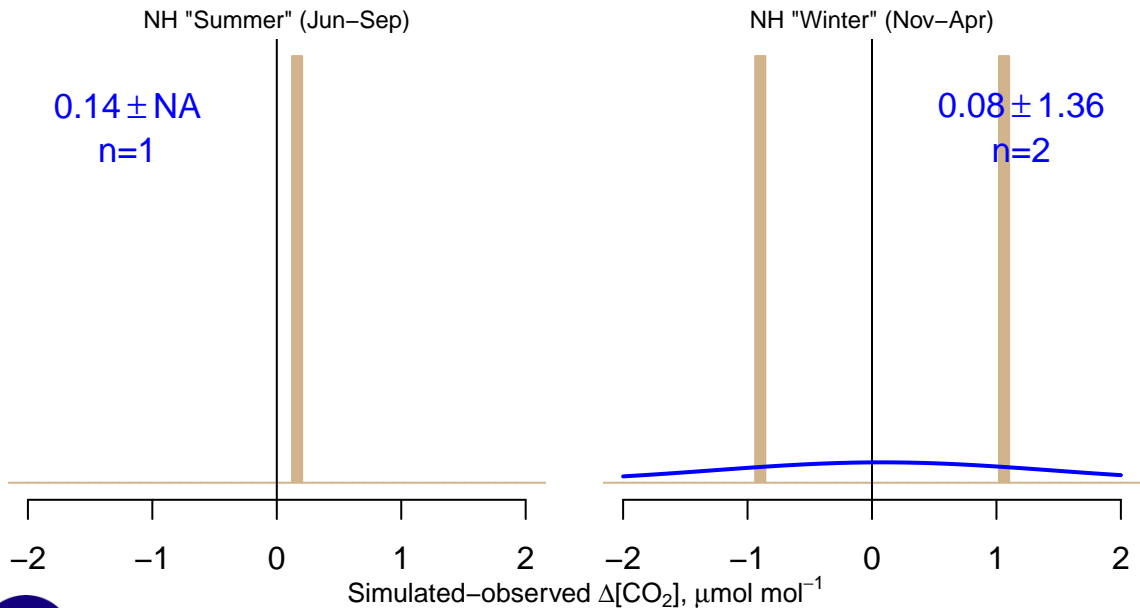 NH "Summer" (Jun−Sep)
0.14 ± NA
n=1
−2 −1 0 1 2
NH "Winter" (Nov−Apr)
0.08 ± 1.36
n=2
−2 −1 0 1 2
Simulated−observed Δ[CO₂], μmol mol⁻¹